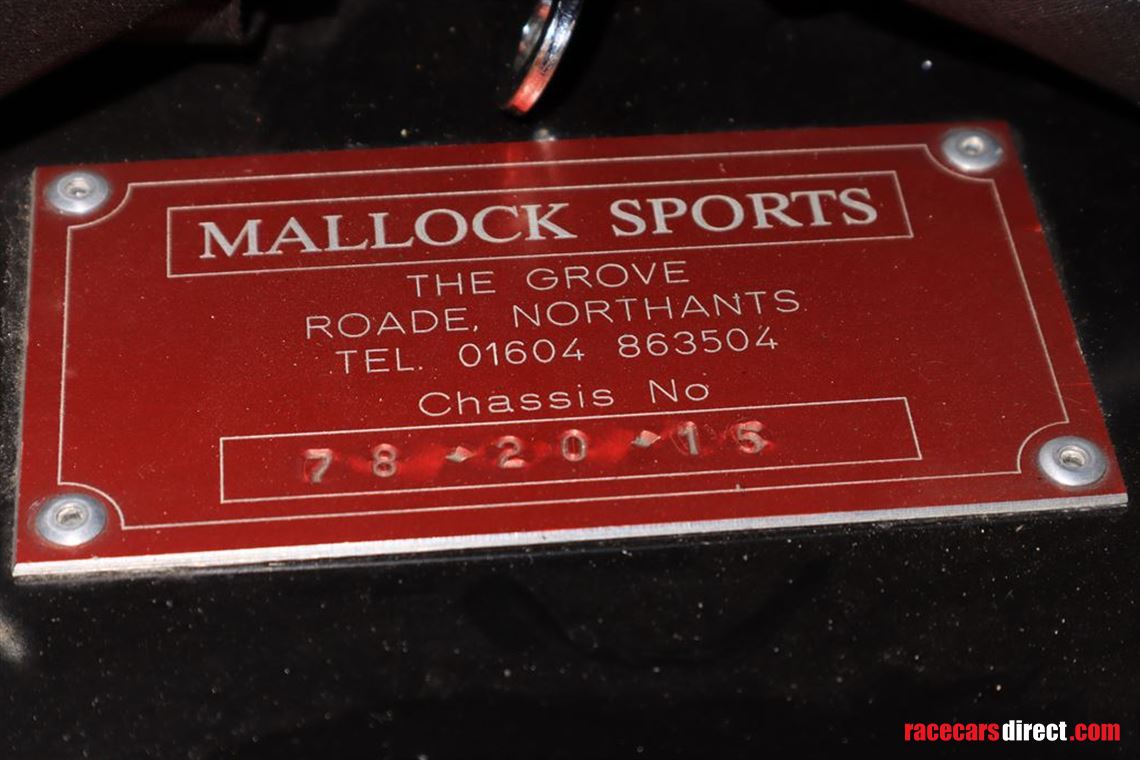 MALLOCK SPORTS
THE GROVE
ROADE, NORTHANTS
TEL. 01604 863504
Chassis No
78-20-15
racecarsdirect.com